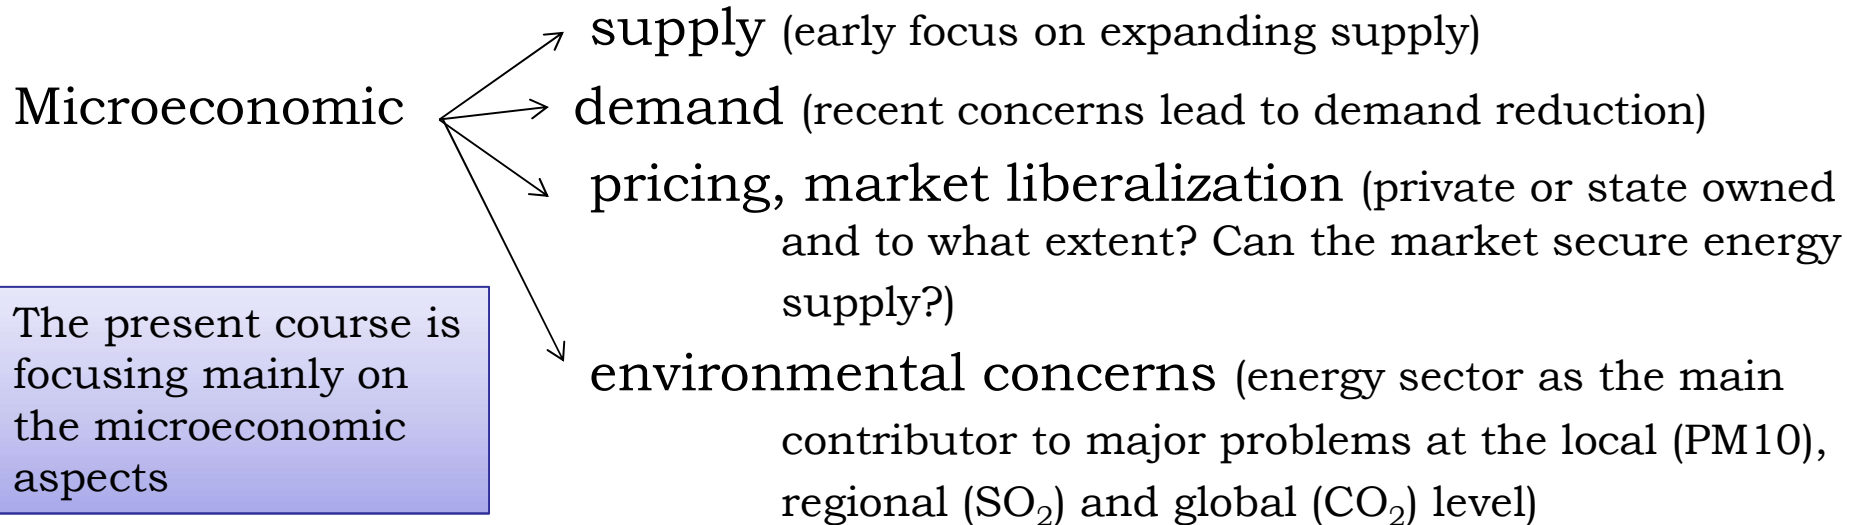 supply (early focus on expanding supply)
Microeconomic
demand (recent concerns lead to demand reduction)
pricing, market liberalization (private or state owned
and to what extent? Can the market secure energy
supply?)
environmental concerns (energy sector as the main
contributor to major problems at the local (PM10),
regional (SO₂) and global (CO₂) level)
The present course is
focusing mainly on
the microeconomic
aspects